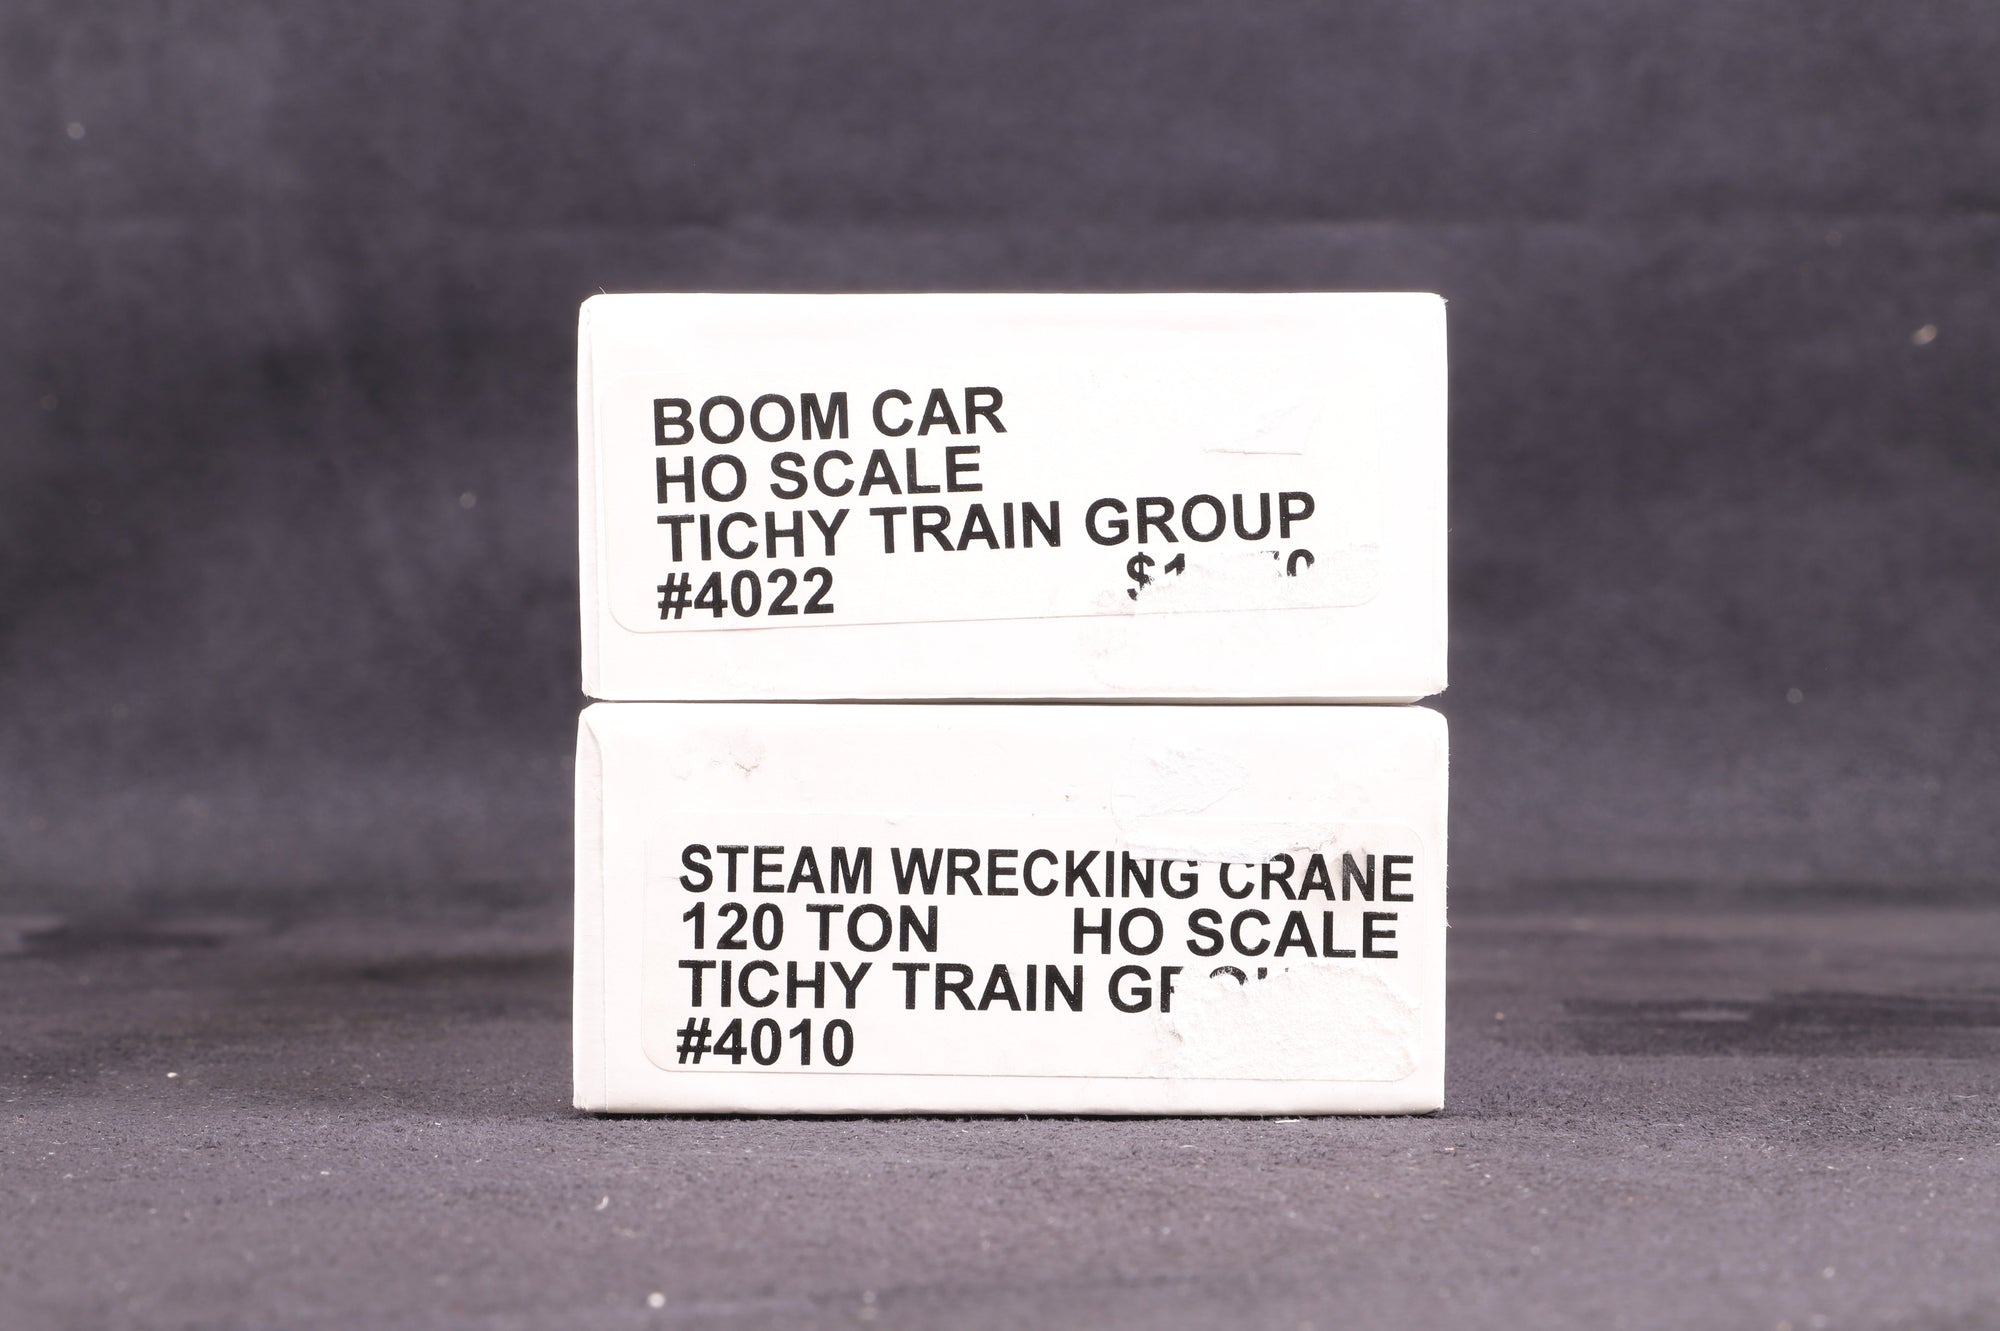 BOOM CAR
HO SCALE
TICHY TRAIN GROUP
#4022
STEAM WRECKING CRANE
120 TON HO SCALE
TICHY TRAIN
#4010